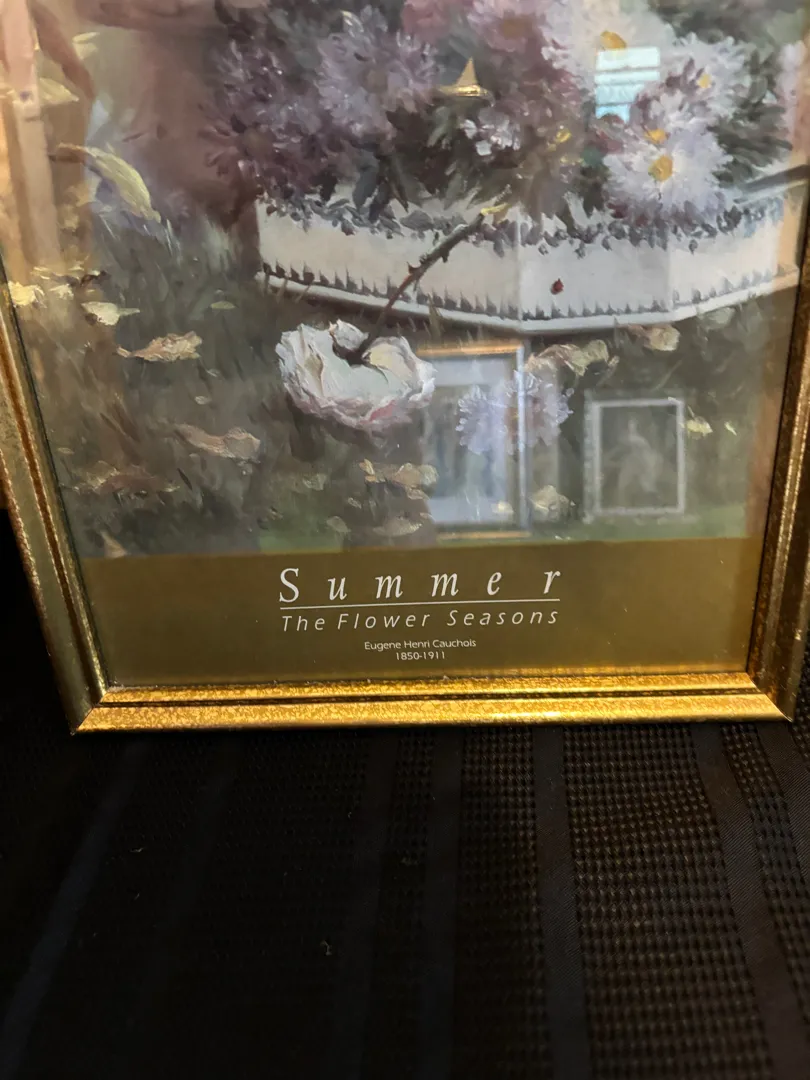 Summer
The Flower Seasons
Eugene Henri Cauchois
1850-1911